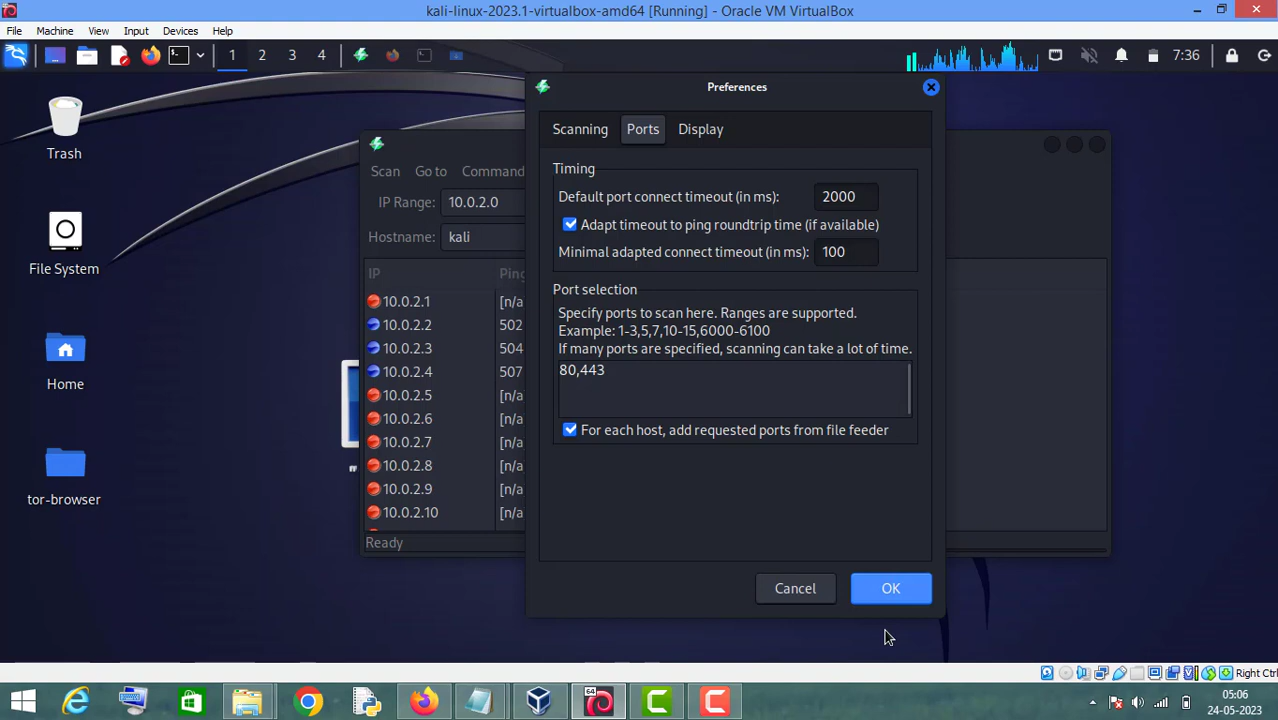 kali-linux-2023.1-virtualbox-amd64 [Running] - Oracle VM VirtualBox
File Machine View Input Devices Help
1 2 3 4 7:36
Preferences
Trash
File System
Home
tor-browser
Scan Go to Command
IP Range: 10.0.2.0
Hostname: kali
IP Ping
10.0.2.1 [n/a
10.0.2.2 502
10.0.2.3 504
10.0.2.4 507
10.0.2.5 [n/a
10.0.2.6 [n/a
10.0.2.7 [n/a
10.0.2.8 [n/a
10.0.2.9 [n/a
10.0.2.10 [n/a
Ready
Scanning Ports Display
Timing
Default port connect timeout (in ms): 2000
Adapt timeout to ping roundtrip time (if available)
Minimal adapted connect timeout (in ms): 100
Port selection
Specify ports to scan here. Ranges are supported.
Example: 1-3,5,7,10-15,6000-6100
If many ports are specified, scanning can take a lot of time.
80,443
For each host, add requested ports from file feeder
Cancel OK
Right Ctrl
64
05:06
24-05-2023